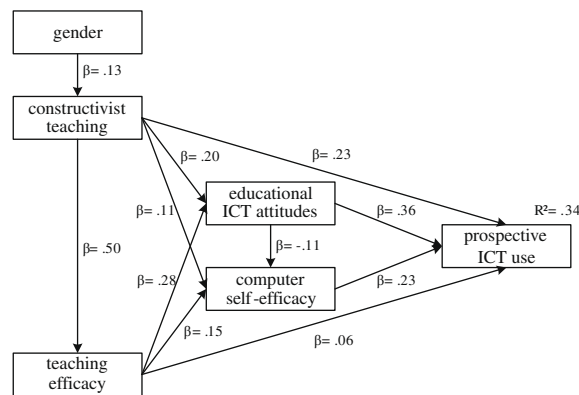 gender
β= .13
constructivist
teaching
β= .20
β= .23
educational
ICT attitudes
R²= .34
β= .11
β= .36
prospective
ICT use
β= .50
β= -.11
computer
self-efficacy
β= .28
β= .23
β= .15
β= .06
teaching
efficacy